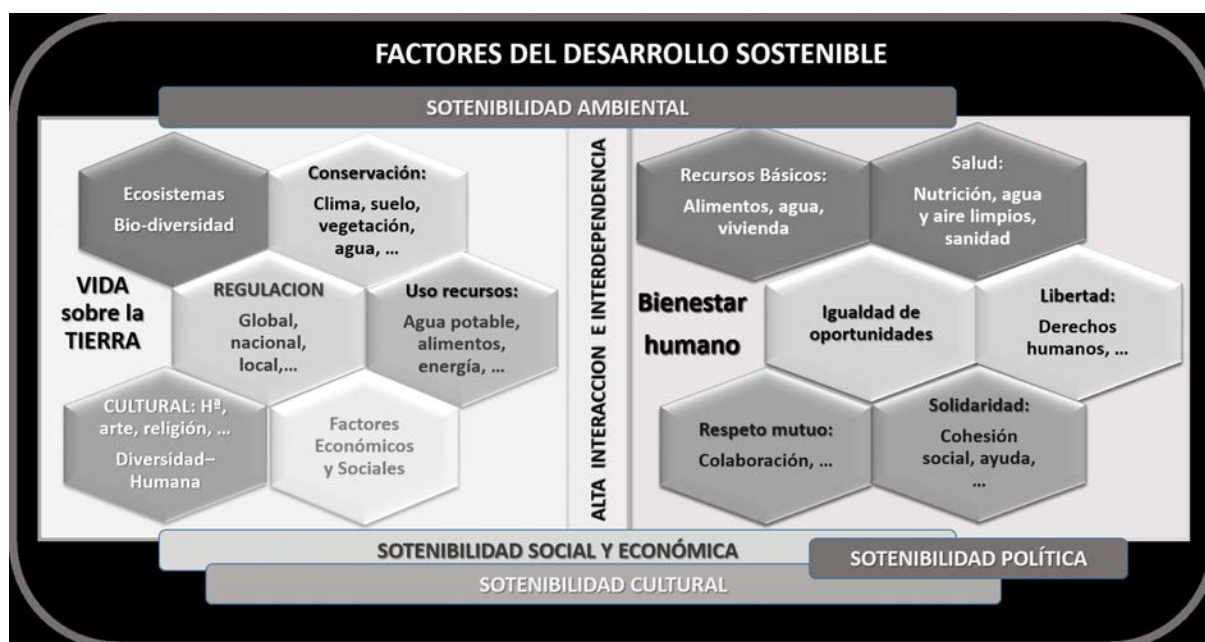 FACTORES DEL DESARROLLO SOSTENIBLE
SOTENIBILIDAD AMBIENTAL
Ecosistemas
Bio-diversidad
Conservación:
Clima, suelo,
vegetación,
agua, ...
VIDA
sobre la
TIERRA
REGULACION
Global,
nacional,
local,...
Uso recursos:
Agua potable,
alimentos,
energía, ...
CULTURAL: Hª,
arte, religión, ...
Diversidad–
Humana
Factores
Económicos
y Sociales
ALTA INTERACCION E INTERDEPENDENCIA
Recursos Básicos:
Alimentos, agua,
vivienda
Salud:
Nutrición, agua
y aire limpios,
sanidad
Bienestar
humano
Igualdad de
oportunidades
Libertad:
Derechos
humanos, ...
Respeto mutuo:
Colaboración, ...
Solidaridad:
Cohesión
social, ayuda,
...
SOTENIBILIDAD SOCIAL Y ECONÓMICA
SOTENIBILIDAD POLÍTICA
SOTENIBILIDAD CULTURAL